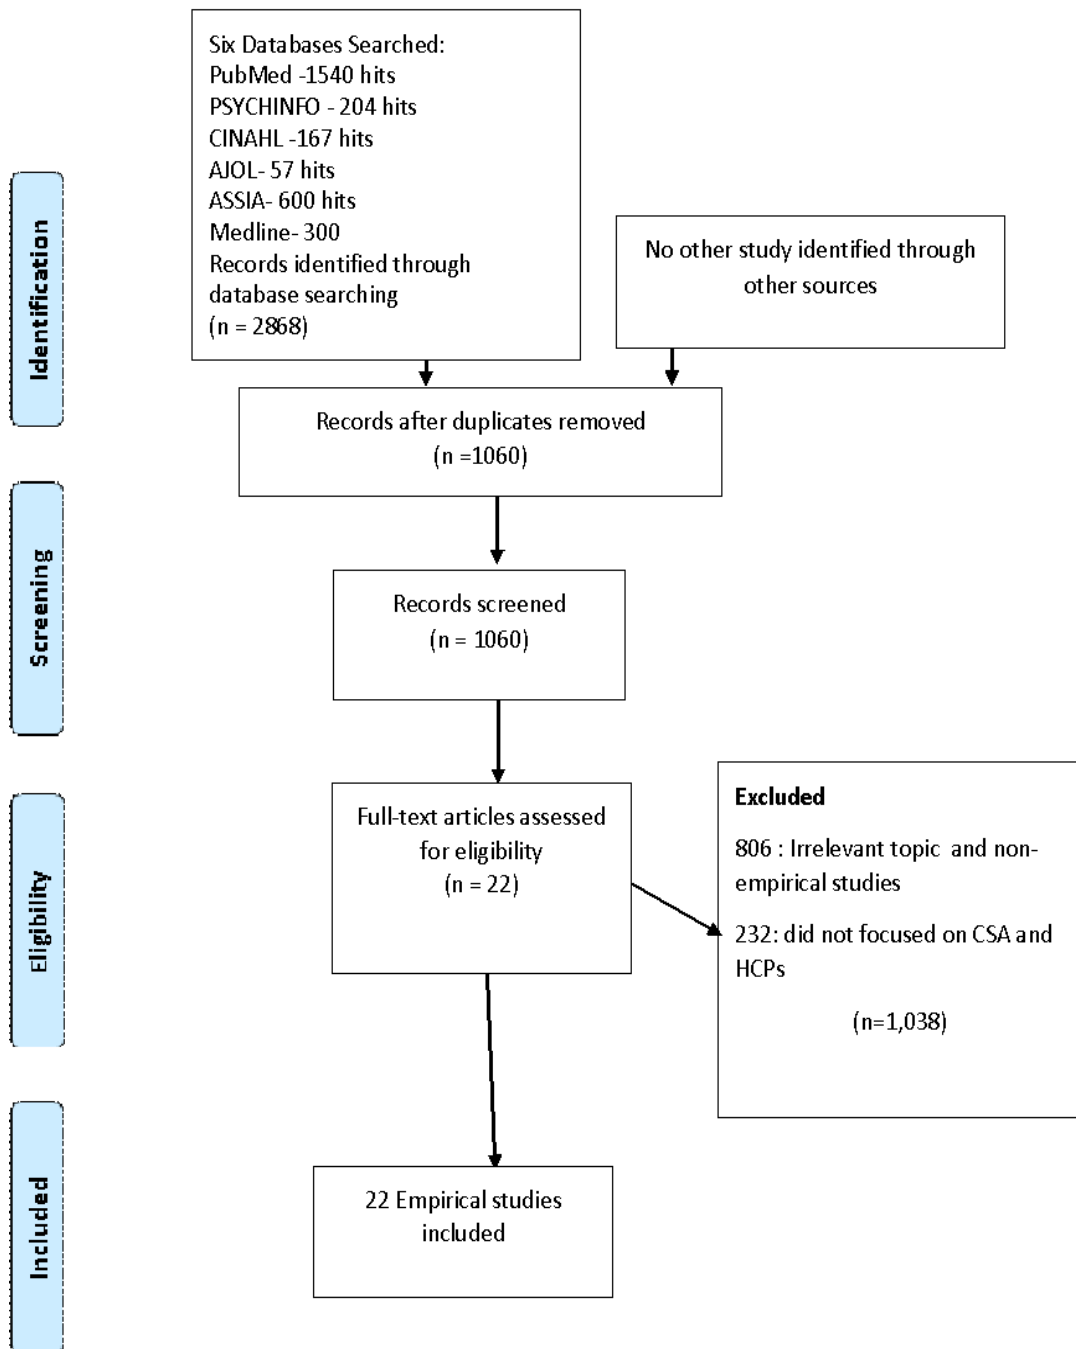 Six Databases Searched:
PubMed -1540 hits
PSYCHINFO - 204 hits
CINAHL -167 hits
AJOL- 57 hits
ASSIA- 600 hits
Medline- 300
Records identified through
database searching
(n = 2868)
No other study identified through
other sources
Identification
Records after duplicates removed
(n =1060)
Screening
Records screened
(n = 1060)
Eligibility
Full-text articles assessed
for eligibility
(n = 22)
Excluded
806 : Irrelevant topic and non-
empirical studies
232: did not focused on CSA and
HCPs
(n=1,038)
Included
22 Empirical studies
included